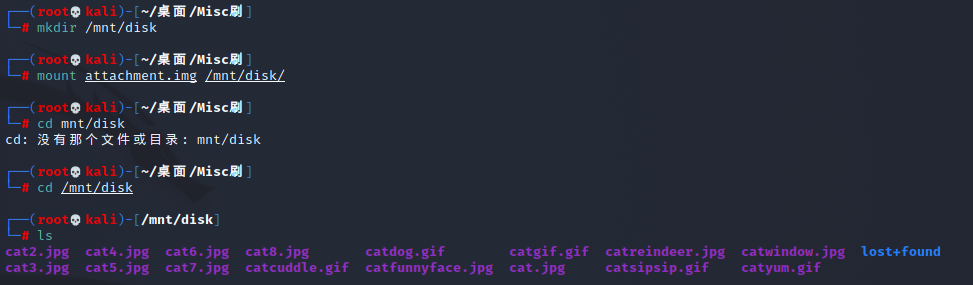 ┌──(root💀kali)-[~/桌面/Misc刷]
└─# mkdir /mnt/disk
┌──(root💀kali)-[~/桌面/Misc刷]
└─# mount attachment.img /mnt/disk/
┌──(root💀kali)-[~/桌面/Misc刷]
└─# cd mnt/disk
cd: 没有那个文件或目录: mnt/disk
┌──(root💀kali)-[~/桌面/Misc刷]
└─# cd /mnt/disk
┌──(root💀kali)-[/mnt/disk]
└─# ls
cat2.jpg cat4.jpg cat6.jpg cat8.jpg catdog.gif catgif.gif catreindeer.jpg catwindow.jpg lost+found
cat3.jpg cat5.jpg cat7.jpg catcuddle.gif catfunnyface.jpg cat.jpg catsipsip.gif catyum.gif